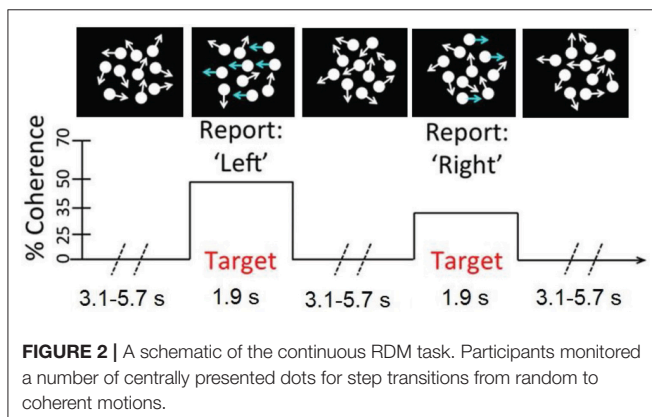 Report:
'Left'
Report:
'Right'
% Coherence
70
50
35
25
0
Target
Target
3.1-5.7 s
1.9 s
3.1-5.7 s
1.9 s
3.1-5.7 s
FIGURE 2 | A schematic of the continuous RDM task. Participants monitored
a number of centrally presented dots for step transitions from random to
coherent motions.